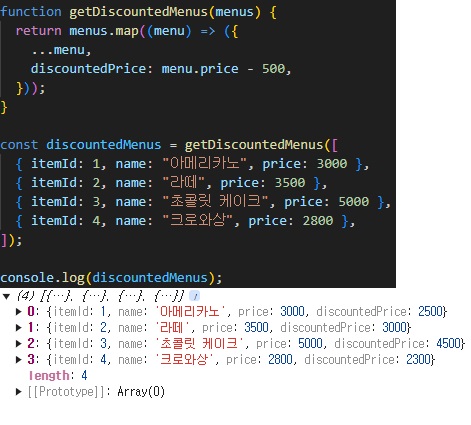 function getDiscountedMenus(menus) {
  return menus.map((menu) => ({
    ...menu,
    discountedPrice: menu.price - 500,
  }));
}

const discountedMenus = getDiscountedMenus([
  { itemId: 1, name: "아메리카노", price: 3000 },
  { itemId: 2, name: "라떼", price: 3500 },
  { itemId: 3, name: "초콜릿 케이크", price: 5000 },
  { itemId: 4, name: "크로와상", price: 2800 },
]);

console.log(discountedMenus);
▼ (4) [{…}, {…}, {…}, {…}] i
▶ 0: {itemId: 1, name: '아메리카노', price: 3000, discountedPrice: 2500}
▶ 1: {itemId: 2, name: '라떼', price: 3500, discountedPrice: 3000}
▶ 2: {itemId: 3, name: '초콜릿 케이크', price: 5000, discountedPrice: 4500}
▶ 3: {itemId: 4, name: '크로와상', price: 2800, discountedPrice: 2300}
length: 4
▶ [[Prototype]]: Array(0)